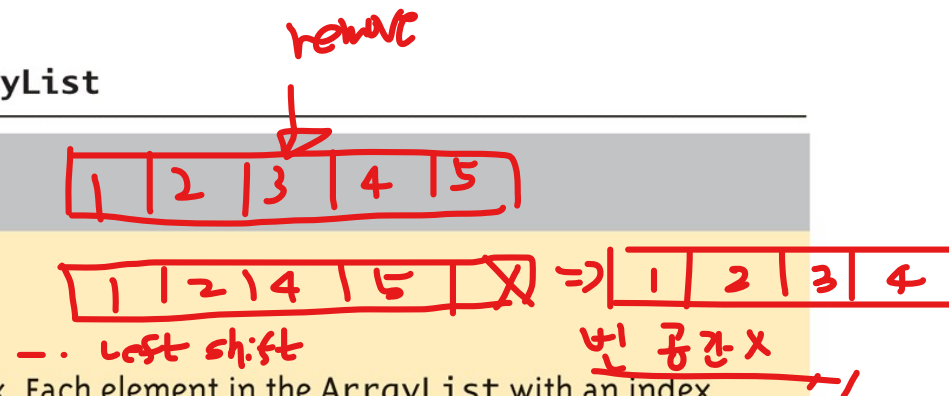 remove
yList
1 2 3 4 5
1 2 4 5 X => 1 2 3 4
Left shift
빈 공간 X
x. Each element in the ArrayList with an index